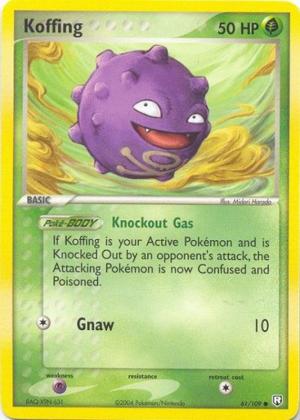 Koffing 50 HP
Illus. Midori Harada
BASIC
Poké-BODY Knockout Gas
If Koffing is your Active Pokémon and is
Knocked Out by an opponent's attack, the
Attacking Pokémon is now Confused and
Poisoned.
Gnaw 10
weakness resistance retreat cost
©2004 Pokémon/Nintendo 61/109 R